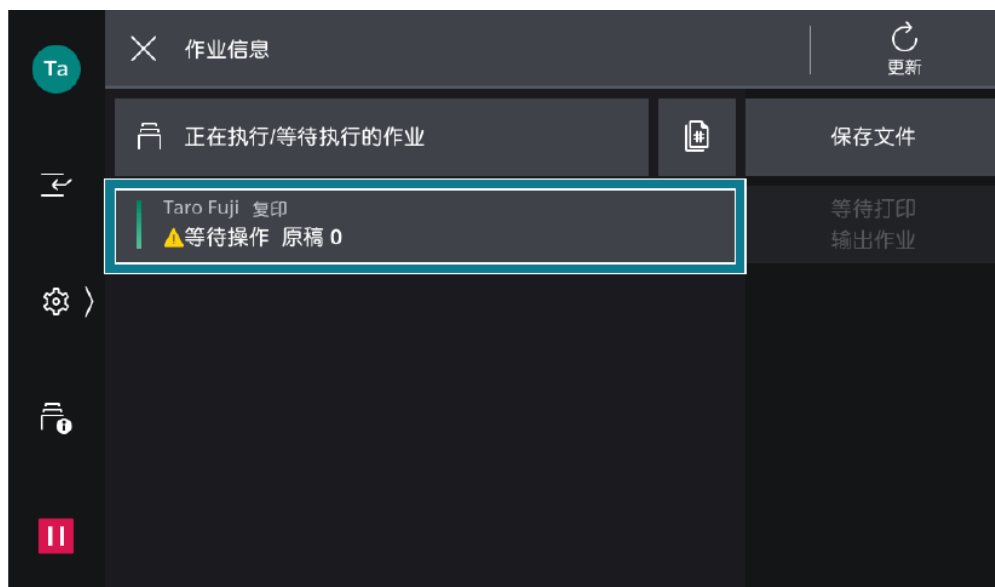 Ta
作业信息
更新
正在执行/等待执行的作业
#
保存文件
Taro Fuji 复印
等待操作 原稿 0
等待打印
输出作业